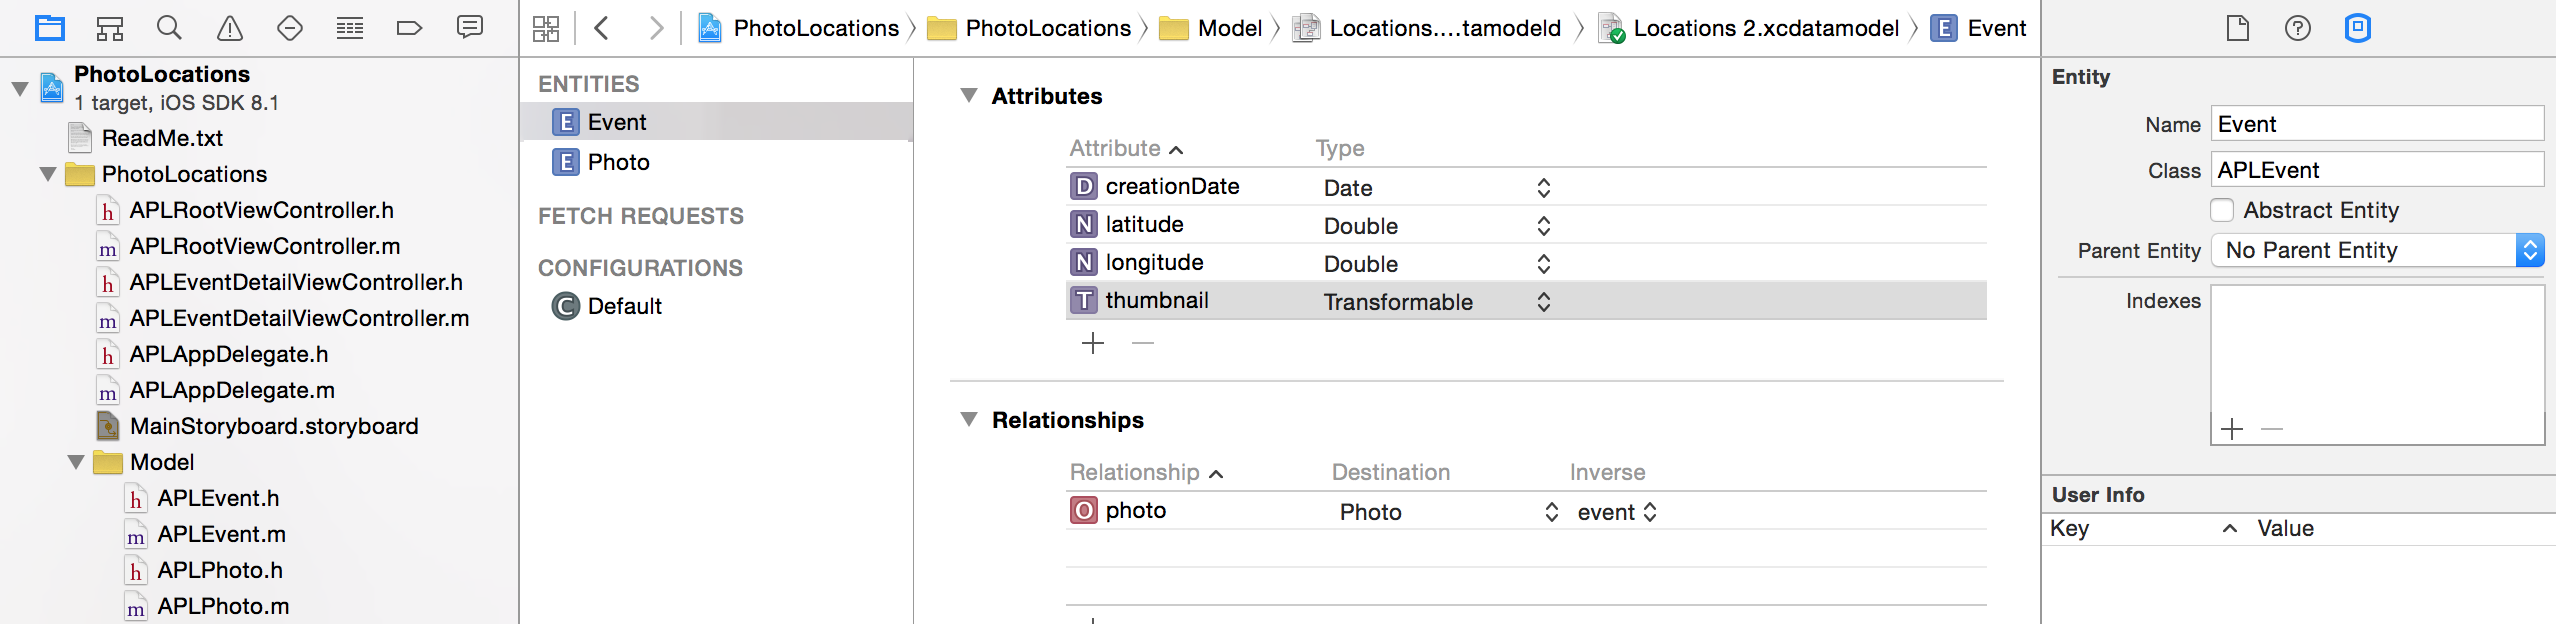 PhotoLocations
1 target, iOS SDK 8.1
ReadMe.txt
PhotoLocations
h APLRootViewController.h
m APLRootViewController.m
h APLEventDetailViewController.h
m APLEventDetailViewController.m
h APLAppDelegate.h
m APLAppDelegate.m
MainStoryboard.storyboard
Model
h APLEvent.h
m APLEvent.m
h APLPhoto.h
m APLPhoto.m
PhotoLocations PhotoLocations Model Locations....tamodeld Locations 2.xcdatamodel E Event
ENTITIES
E Event
E Photo
FETCH REQUESTS
CONFIGURATIONS
C Default
Attributes
Attribute Type
D creationDate Date
N latitude Double
N longitude Double
T thumbnail Transformable
Relationships
Relationship Destination Inverse
O photo Photo event
?
Entity
Name Event
Class APLEvent
Abstract Entity
Parent Entity No Parent Entity
Indexes
User Info
Key Value